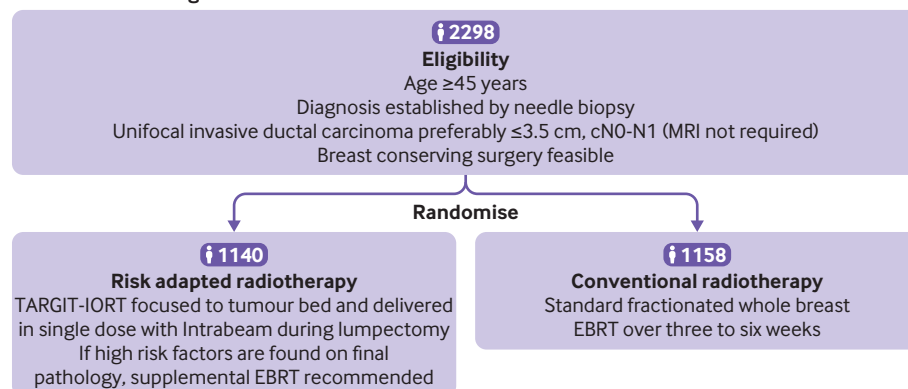 2298
Eligibility
Age ≥45 years
Diagnosis established by needle biopsy
Unifocal invasive ductal carcinoma preferably ≤3.5 cm, cN0-N1 (MRI not required)
Breast conserving surgery feasible
Randomise
1140
Risk adapted radiotherapy
TARGIT-IORT focused to tumour bed and delivered
in single dose with Intrabeam during lumpectomy
If high risk factors are found on final
pathology, supplemental EBRT recommended
1158
Conventional radiotherapy
Standard fractionated whole breast
EBRT over three to six weeks